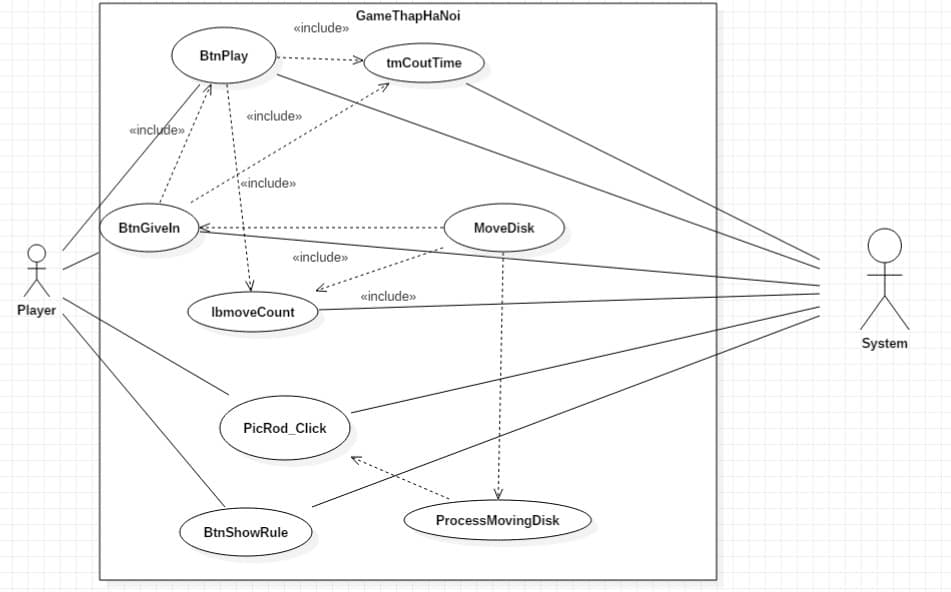 GameThapHaNoi
«include»
BtnPlay
tmCoutTime
«include»
«include»
«include»
BtnGiveIn
MoveDisk
«include»
«include»
lbmoveCount
Player
System
PicRod_Click
BtnShowRule
ProcessMovingDisk